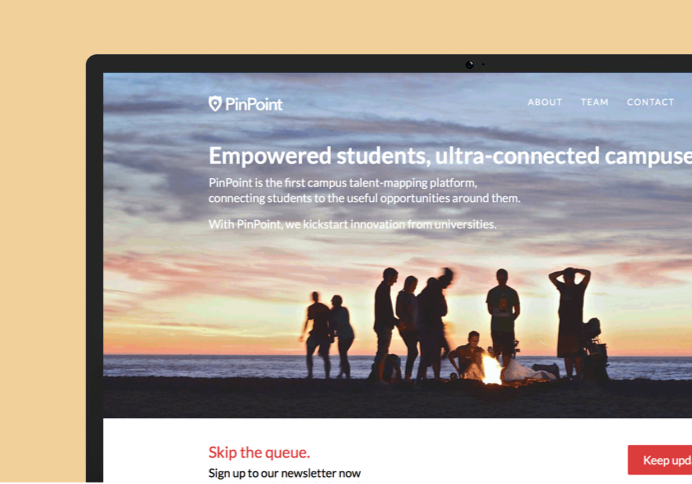 PinPoint
ABOUT TEAM CONTACT
Empowered students, ultra-connected campuse
PinPoint is the first campus talent-mapping platform,
connecting students to the useful opportunities around them.
With PinPoint, we kickstart innovation from universities.
Skip the queue.
Sign up to our newsletter now
Keep upd